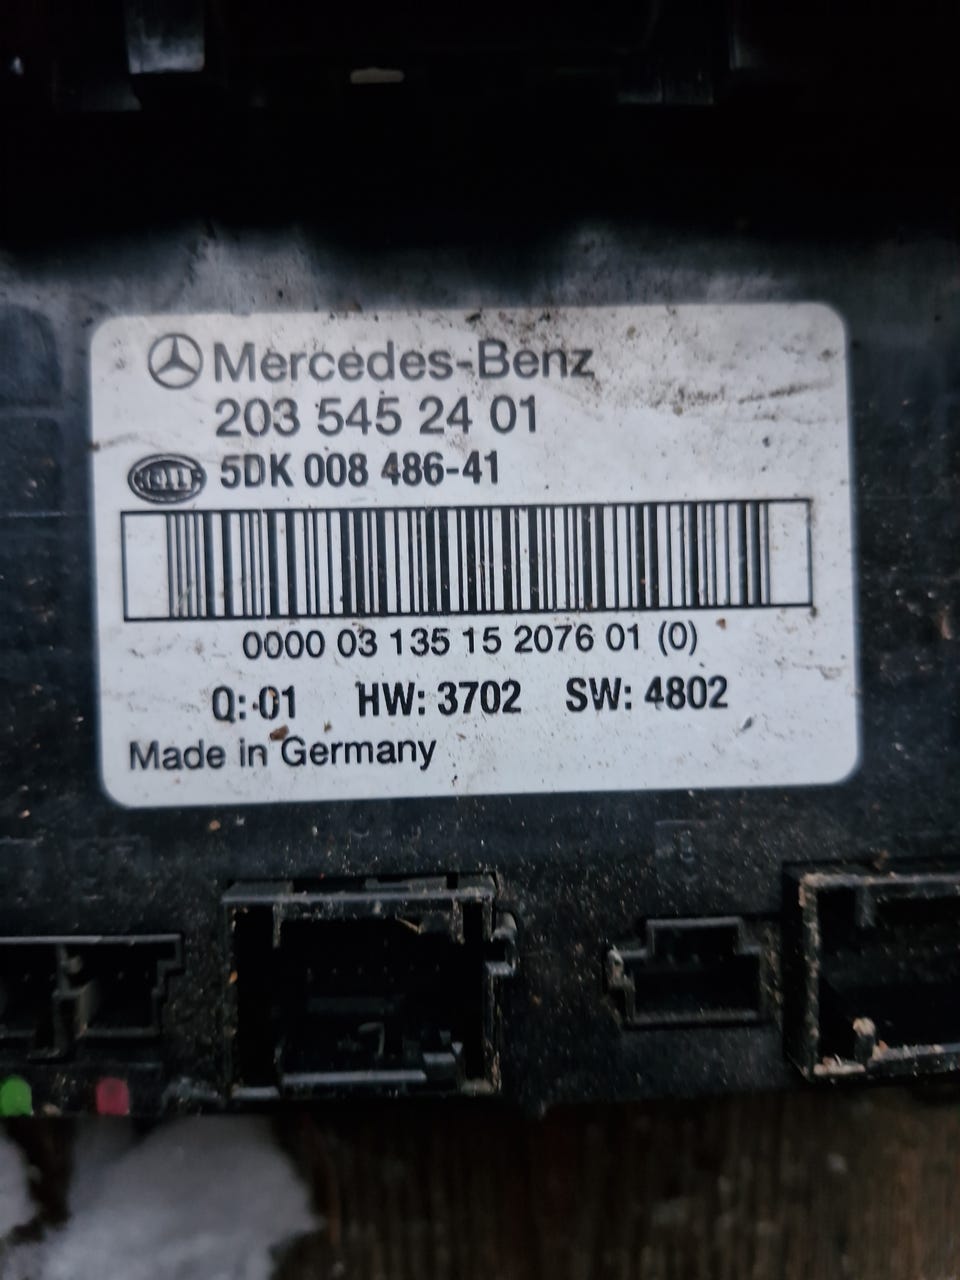 Mercedes-Benz
203 545 24 01
HELLA 5DK 008 486-41
0000 03 135 15 2076 01 (0)
Q: 01 HW: 3702 SW: 4802
Made in Germany